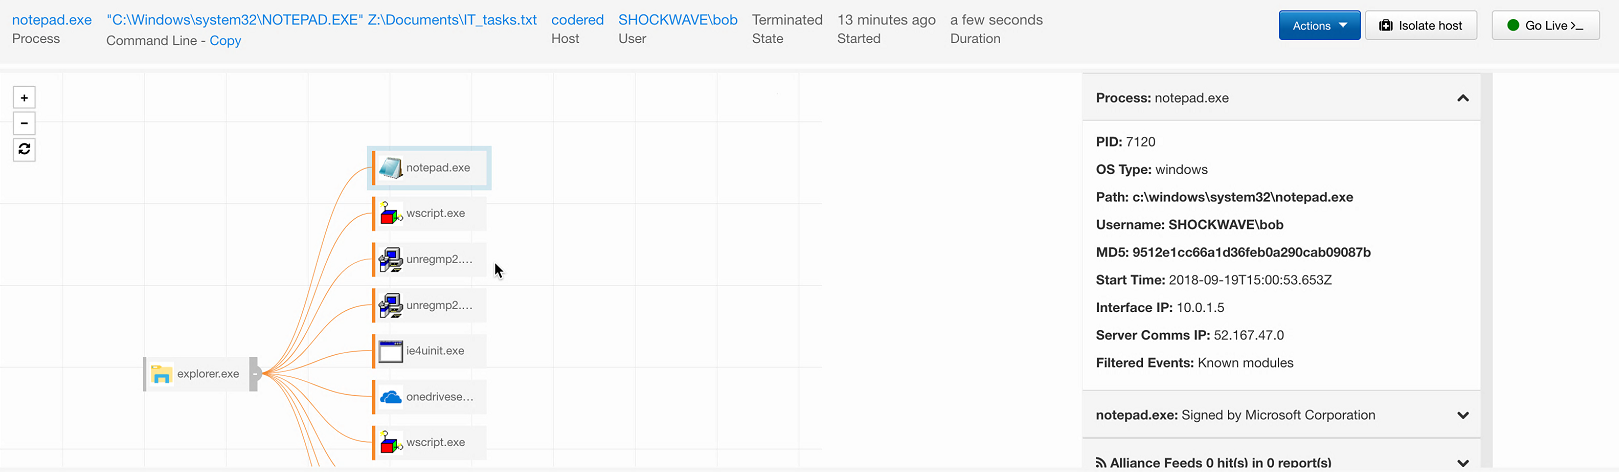 notepad.exe "C:\Windows\system32\NOTEPAD.EXE" Z:\Documents\IT_tasks.txt codered SHOCKWAVE\bob Terminated 13 minutes ago a few seconds
Process Command Line - Copy Host User State Started Duration
Actions Isolate host Go Live >_
+
−
notepad.exe
wscript.exe
unregmp2....
unregmp2....
ie4uinit.exe
explorer.exe
-
onedrivese...
wscript.exe
Process: notepad.exe
PID: 7120
OS Type: windows
Path: c:\windows\system32\notepad.exe
Username: SHOCKWAVE\bob
MD5: 9512e1cc66a1d36feb0a290cab09087b
Start Time: 2018-09-19T15:00:53.653Z
Interface IP: 10.0.1.5
Server Comms IP: 52.167.47.0
Filtered Events: Known modules
notepad.exe: Signed by Microsoft Corporation
Alliance Feeds 0 hit(s) in 0 report(s)